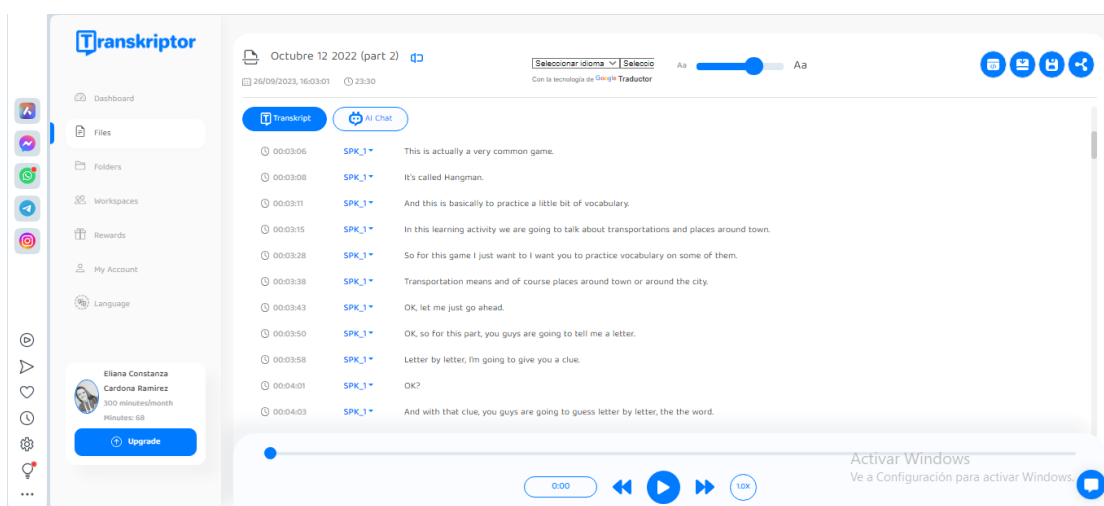 Transkriptor
Dashboard
Files
Folders
Workspaces
Rewards
My Account
Language
Eliana Constanza
Cardona Ramirez
300 minutes/month
Minutes: 68
Upgrade
Octubre 12 2022 (part 2)
26/09/2023, 16:03:01 23:30
Seleccionar idioma Seleccio
Con la tecnología de Google Traductor
Aa Aa
Transkript AI Chat
00:03:06 SPK_1 This is actually a very common game.
00:03:08 SPK_1 It's called Hangman.
00:03:11 SPK_1 And this is basically to practice a little bit of vocabulary.
00:03:15 SPK_1 In this learning activity we are going to talk about transportations and places around town.
00:03:28 SPK_1 So for this game I just want to I want you to practice vocabulary on some of them.
00:03:38 SPK_1 Transportation means and of course places around town or around the city.
00:03:43 SPK_1 OK, let me just go ahead.
00:03:50 SPK_1 OK, so for this part, you guys are going to tell me a letter.
00:03:58 SPK_1 Letter by letter, I'm going to give you a clue.
00:04:01 SPK_1 OK?
00:04:03 SPK_1 And with that clue, you guys are going to guess letter by letter, the the word.
0:00 1.0X
Activar Windows
Ve a Configuración para activar Windows.